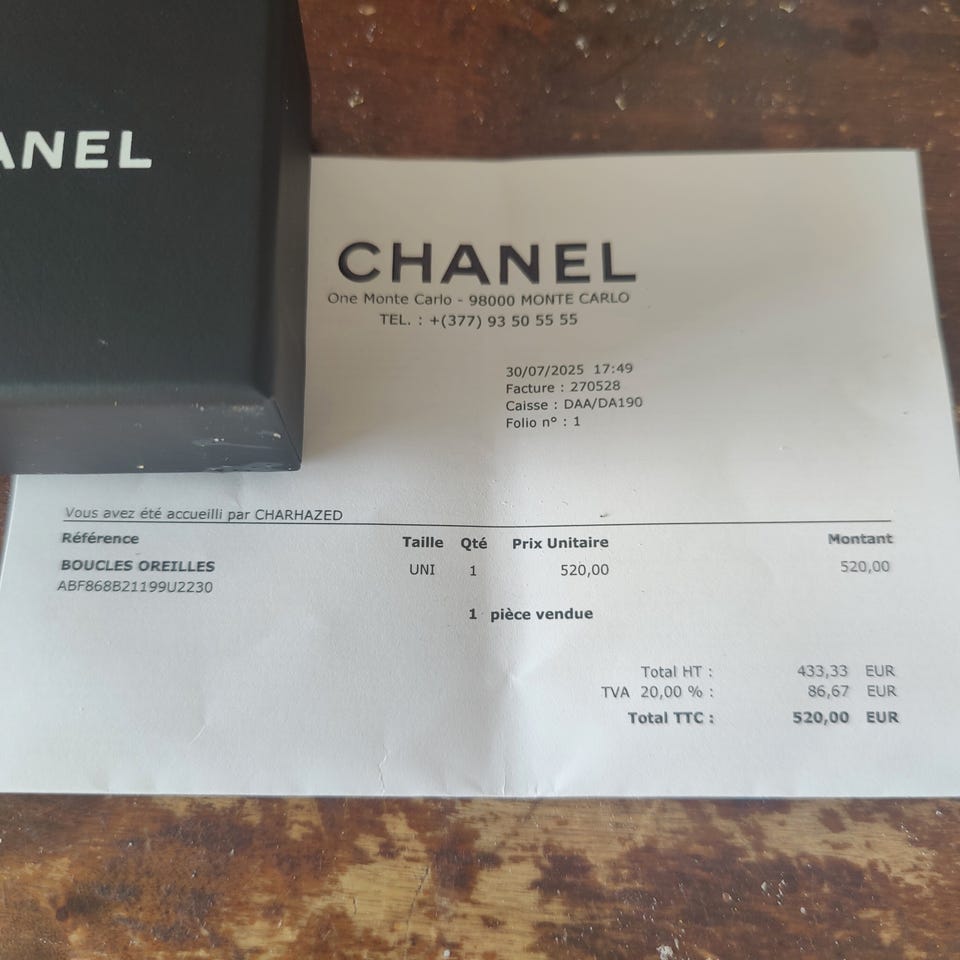 ANEL
CHANEL
One Monte Carlo - 98000 MONTE CARLO
TEL. : +(377) 93 50 55 55
30/07/2025 17:49
Facture : 270528
Caisse : DAA/DA190
Folio n° : 1
Vous avez été accueilli par CHARHAZED
Référence Taille Qté Prix Unitaire Montant
BOUCLES OREILLES UNI 1 520,00 520,00
ABF868B21199U2230
1 pièce vendue
Total HT : 433,33 EUR
TVA 20,00 % : 86,67 EUR
Total TTC : 520,00 EUR